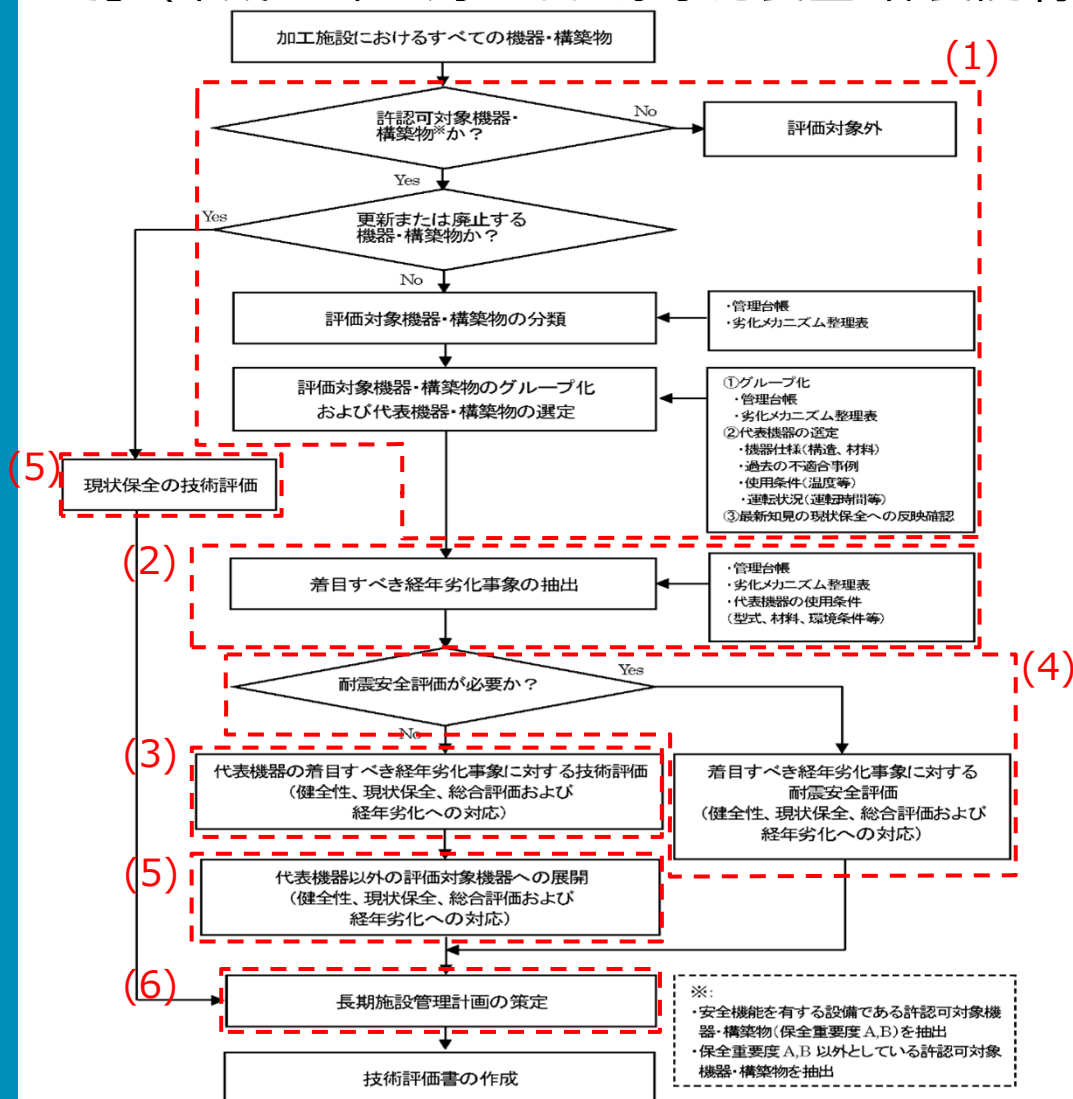 加工施設におけるすべての機器・構築物
(1)
許認可対象機器・
構築物※か？
No
評価対象外
Yes
更新または廃止する
機器・構築物か？
Yes
No
評価対象機器・構築物の分類
・管理台帳
・劣化メカニズム整理表
評価対象機器・構築物のグループ化
および代表機器・構築物の選定
①グループ化
・管理台帳
・劣化メカニズム整理表
②代表機器の選定
・機器仕様（構造、材料）
・過去の不適合事例
・使用条件（温度等）
・運転状況（運転時間等）
③最新知見の現状保全への反映確認
(5)
現状保全の技術評価
(2)
着目すべき経年劣化事象の抽出
・管理台帳
・劣化メカニズム整理表
・代表機器の使用条件
（型式、材料、環境条件等）
耐震安全評価が必要か？
Yes
(4)
No
(3)
代表機器の着目すべき経年劣化事象に対する技術評価
（健全性、現状保全、総合評価および
経年劣化への対応）
着目すべき経年劣化事象に対する
耐震安全評価
（健全性、現状保全、総合評価および
経年劣化への対応）
(5)
代表機器以外の評価対象機器への展開
（健全性、現状保全、総合評価および
経年劣化への対応）
(6)
長期施設管理計画の策定
※：
・安全機能を有する設備である許認可対象機
器・構築物（保全重要度A,B）を抽出
・保全重要度A,B以外としている許認可対象
機器・構築物を抽出
技術評価書の作成